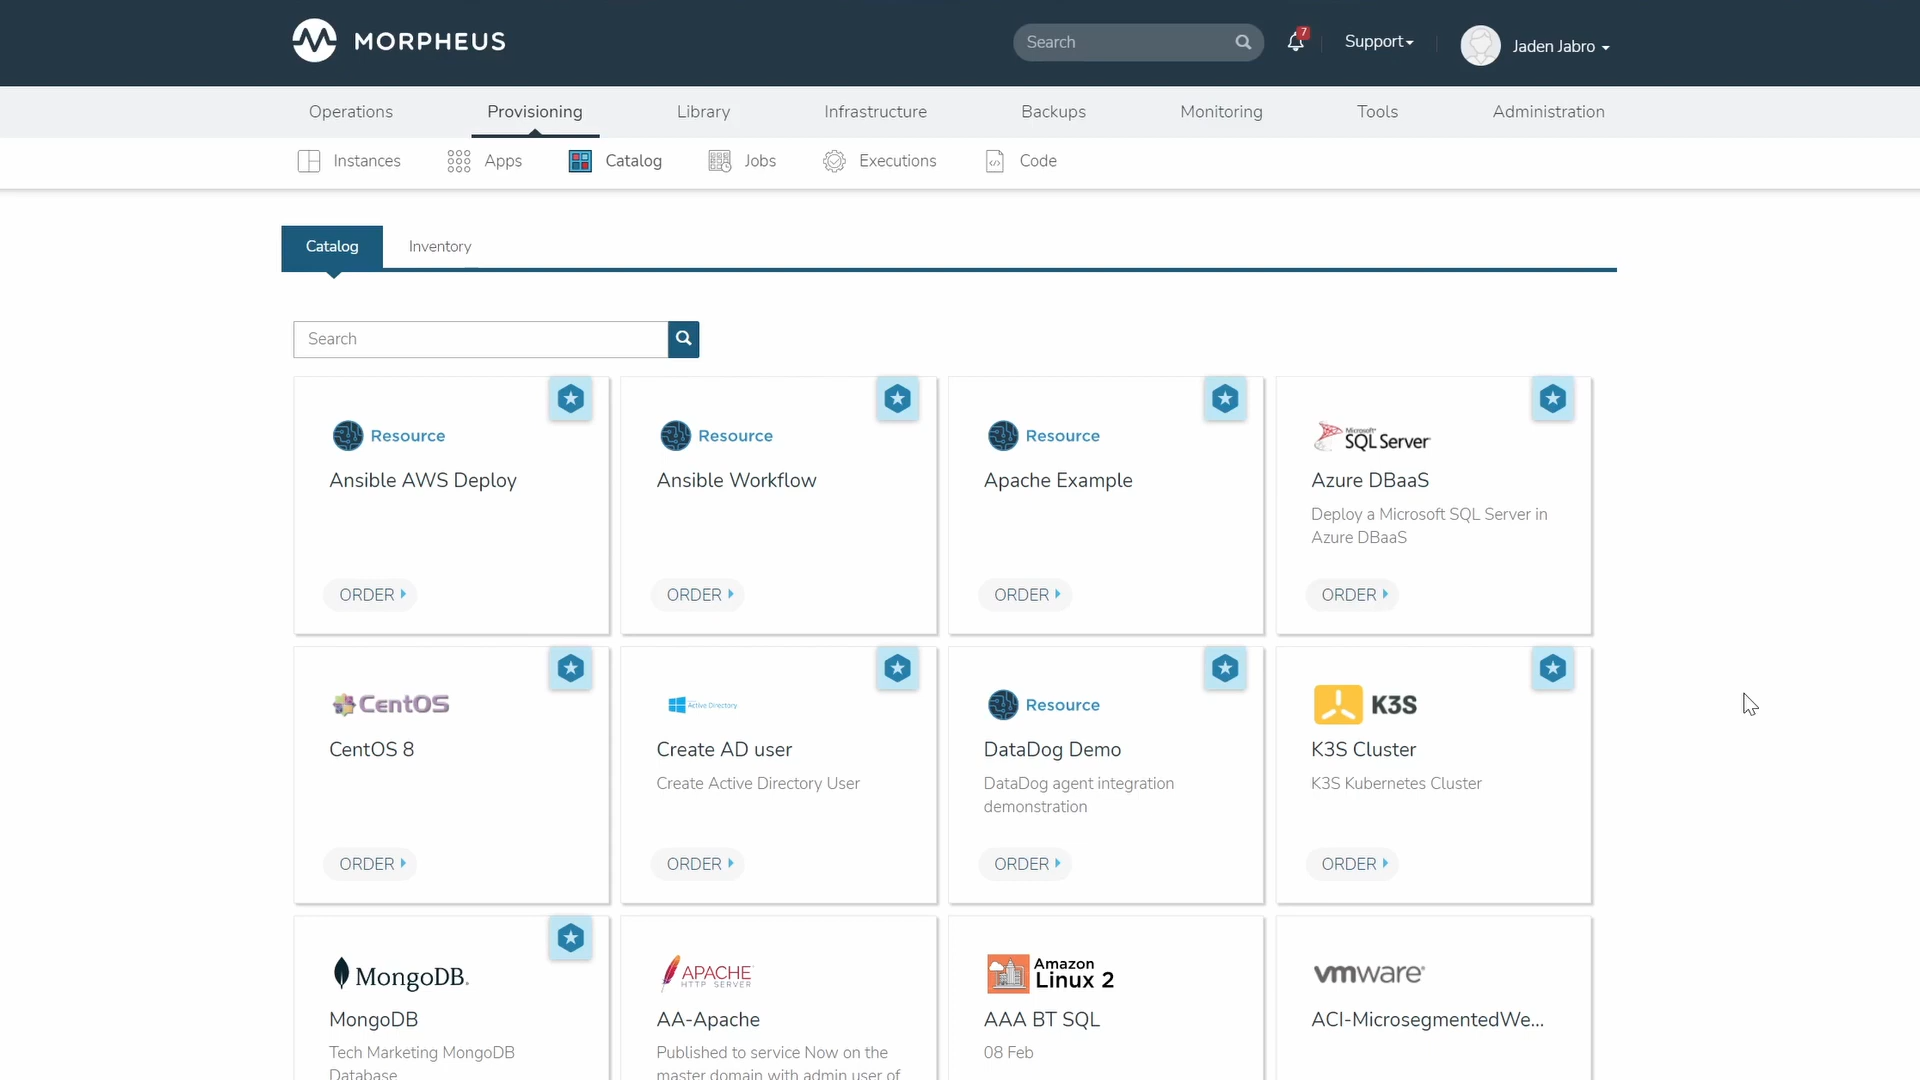 MORPHEUS
Search
7
Support
Jaden Jabro
Operations
Provisioning
Library
Infrastructure
Backups
Monitoring
Tools
Administration
Instances
Apps
Catalog
Jobs
Executions
Code
Catalog
Inventory
Search
Resource
Ansible AWS Deploy
ORDER
Resource
Ansible Workflow
ORDER
Resource
Apache Example
ORDER
Microsoft
SQL Server
Azure DBaaS
Deploy a Microsoft SQL Server in
Azure DBaaS
ORDER
CentOS
CentOS 8
ORDER
Active Directory
Create AD user
Create Active Directory User
ORDER
Resource
DataDog Demo
DataDog agent integration
demonstration
ORDER
K3S
K3S Cluster
K3S Kubernetes Cluster
ORDER
MongoDB.
MongoDB
Tech Marketing MongoDB
Database
APACHE
HTTP SERVER
AA-Apache
Published to service Now on the
master domain with admin user of
Amazon
Linux 2
AAA BT SQL
08 Feb
vmware
ACI-MicrosegmentedWe...